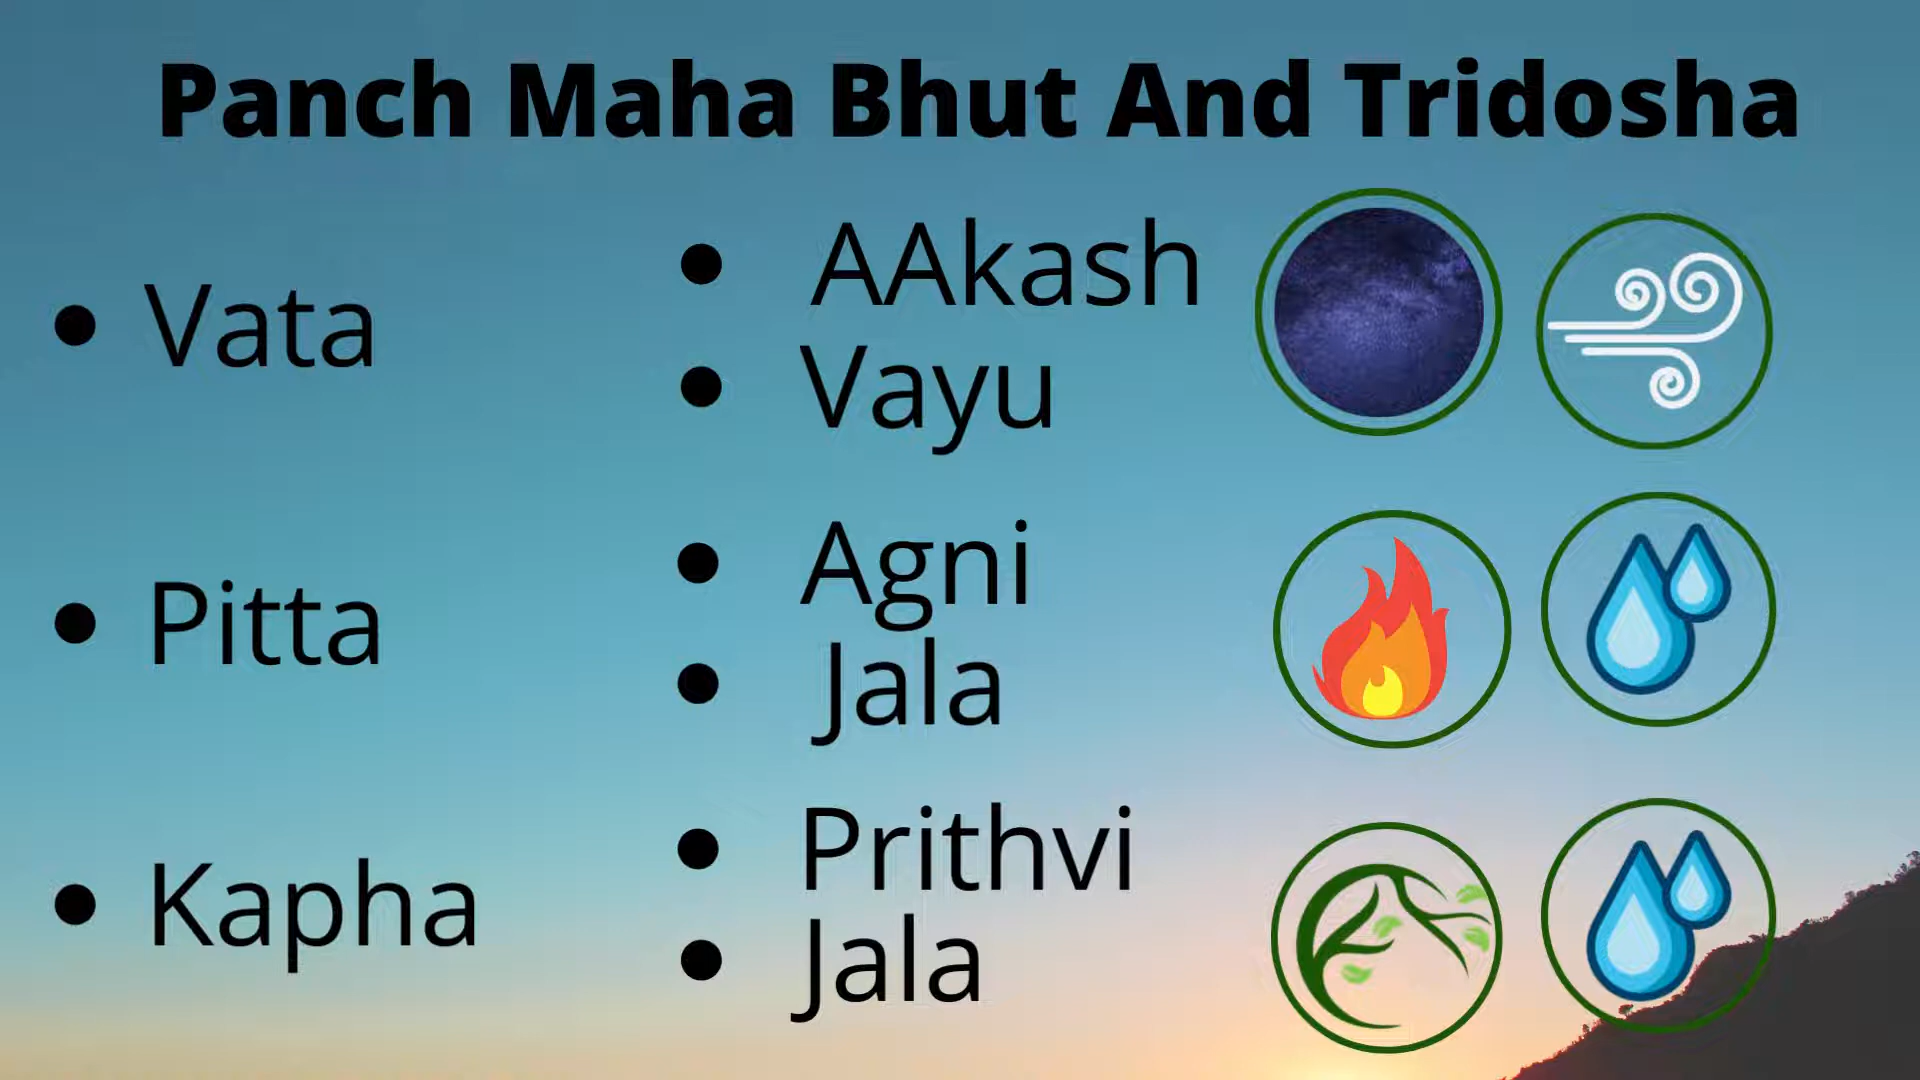 Panch Maha Bhut And Tridosha
• Vata
• AAkash
• Vayu
• Pitta
• Agni
• Jala
• Kapha
• Prithvi
• Jala